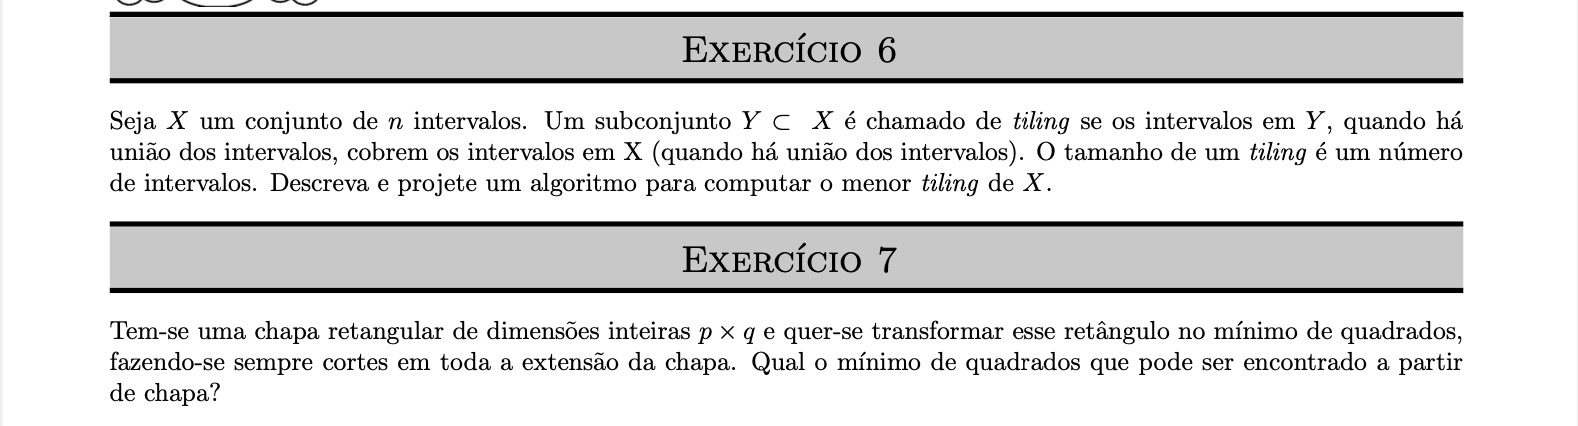 Exercício 6
Seja X um conjunto de n intervalos. Um subconjunto Y ⊂ X é chamado de tiling se os intervalos em Y, quando há
união dos intervalos, cobrem os intervalos em X (quando há união dos intervalos). O tamanho de um tiling é um número
de intervalos. Descreva e projete um algoritmo para computar o menor tiling de X.
Exercício 7
Tem-se uma chapa retangular de dimensões inteiras p × q e quer-se transformar esse retângulo no mínimo de quadrados,
fazendo-se sempre cortes em toda a extensão da chapa. Qual o mínimo de quadrados que pode ser encontrado a partir
de chapa?